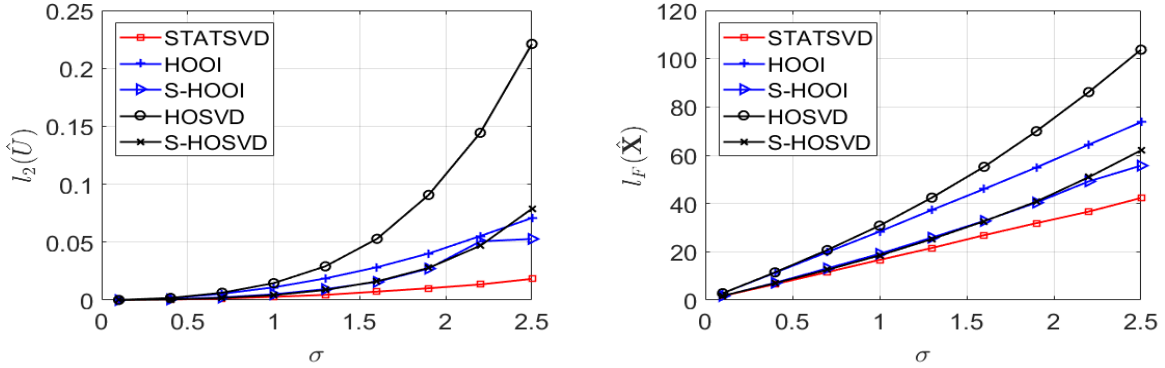 0.25
0.2
0.15
0.1
0.05
0
l₂(Û)
STATSVD
HOOI
S-HOOI
HOSVD
S-HOSVD
0 0.5 1 1.5 2 2.5
σ
120
100
80
60
40
20
0
l_F(X̂)
STATSVD
HOOI
S-HOOI
HOSVD
S-HOSVD
0 0.5 1 1.5 2 2.5
σ